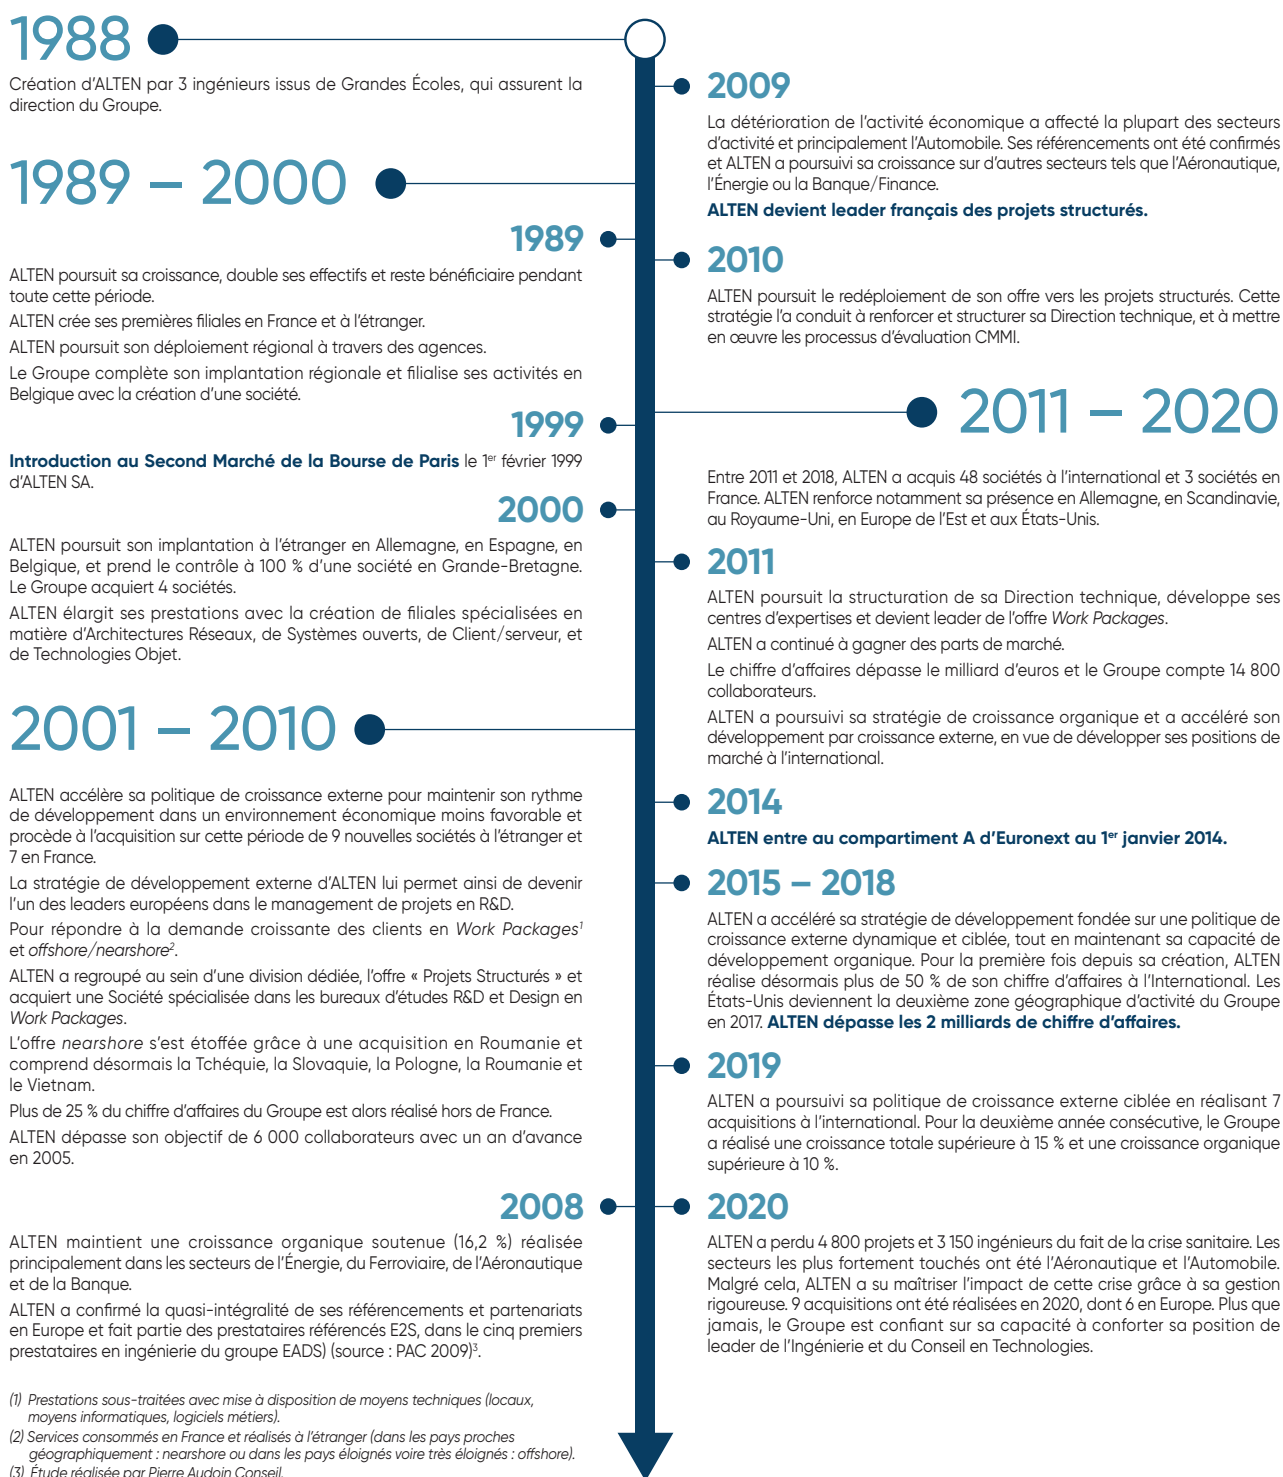 1988
Création d'ALTEN par 3 ingénieurs issus de Grandes Écoles, qui assurent la
direction du Groupe.
1989 – 2000
1989
ALTEN poursuit sa croissance, double ses effectifs et reste bénéficiaire pendant
toute cette période.
ALTEN crée ses premières filiales en France et à l'étranger.
ALTEN poursuit son déploiement régional à travers des agences.
Le Groupe complète son implantation régionale et filialise ses activités en
Belgique avec la création d'une société.
1999
Introduction au Second Marché de la Bourse de Paris le 1er février 1999
d'ALTEN SA.
2000
ALTEN poursuit son implantation à l'étranger en Allemagne, en Espagne, en
Belgique, et prend le contrôle à 100 % d'une société en Grande-Bretagne.
Le Groupe acquiert 4 sociétés.
ALTEN élargit ses prestations avec la création de filiales spécialisées en
matière d'Architectures Réseaux, de Systèmes ouverts, de Client/serveur, et
de Technologies Objet.
2001 – 2010
ALTEN accélère sa politique de croissance externe pour maintenir son rythme
de développement dans un environnement économique moins favorable et
procède à l'acquisition sur cette période de 9 nouvelles sociétés à l'étranger et
7 en France.
La stratégie de développement externe d'ALTEN lui permet ainsi de devenir
l'un des leaders européens dans le management de projets en R&D.
Pour répondre à la demande croissante des clients en Work Packages1
et offshore/nearshore2.
ALTEN a regroupé au sein d'une division dédiée, l'offre « Projets Structurés » et
acquiert une Société spécialisée dans les bureaux d'études R&D et Design en
Work Packages.
L'offre nearshore s'est étoffée grâce à une acquisition en Roumanie et
comprend désormais la Tchéquie, la Slovaquie, la Pologne, la Roumanie et
le Vietnam.
Plus de 25 % du chiffre d'affaires du Groupe est alors réalisé hors de France.
ALTEN dépasse son objectif de 6 000 collaborateurs avec un an d'avance
en 2005.
2008
ALTEN maintient une croissance organique soutenue (16,2 %) réalisée
principalement dans les secteurs de l'Énergie, du Ferroviaire, de l'Aéronautique
et de la Banque.
ALTEN a confirmé la quasi-intégralité de ses référencements et partenariats
en Europe et fait partie des prestataires référencés E2S, dans le cinq premiers
prestataires en ingénierie du groupe EADS) (source : PAC 2009)3.
(1) Prestations sous-traitées avec mise à disposition de moyens techniques (locaux,
moyens informatiques, logiciels métiers).
(2) Services consommés en France et réalisés à l'étranger (dans les pays proches
géographiquement : nearshore ou dans les pays éloignés voire très éloignés : offshore).
(3) Étude réalisée par Pierre Audoin Conseil.
2009
La détérioration de l'activité économique a affecté la plupart des secteurs
d'activité et principalement l'Automobile. Ses référencements ont été confirmés
et ALTEN a poursuivi sa croissance sur d'autres secteurs tels que l'Aéronautique,
l'Énergie ou la Banque/Finance.
ALTEN devient leader français des projets structurés.
2010
ALTEN poursuit le redéploiement de son offre vers les projets structurés. Cette
stratégie l'a conduit à renforcer et structurer sa Direction technique, et à mettre
en œuvre les processus d'évaluation CMMI.
2011 – 2020
Entre 2011 et 2018, ALTEN a acquis 48 sociétés à l'international et 3 sociétés en
France. ALTEN renforce notamment sa présence en Allemagne, en Scandinavie,
au Royaume-Uni, en Europe de l'Est et aux États-Unis.
2011
ALTEN poursuit la structuration de sa Direction technique, développe ses
centres d'expertises et devient leader de l'offre Work Packages.
ALTEN a continué à gagner des parts de marché.
Le chiffre d'affaires dépasse le milliard d'euros et le Groupe compte 14 800
collaborateurs.
ALTEN a poursuivi sa stratégie de croissance organique et a accéléré son
développement par croissance externe, en vue de développer ses positions de
marché à l'international.
2014
ALTEN entre au compartiment A d'Euronext au 1er janvier 2014.
2015 – 2018
ALTEN a accéléré sa stratégie de développement fondée sur une politique de
croissance externe dynamique et ciblée, tout en maintenant sa capacité de
développement organique. Pour la première fois depuis sa création, ALTEN
réalise désormais plus de 50 % de son chiffre d'affaires à l'International. Les
États-Unis deviennent la deuxième zone géographique d'activité du Groupe
en 2017. ALTEN dépasse les 2 milliards de chiffre d'affaires.
2019
ALTEN a poursuivi sa politique de croissance externe ciblée en réalisant 7
acquisitions à l'international. Pour la deuxième année consécutive, le Groupe
a réalisé une croissance totale supérieure à 15 % et une croissance organique
supérieure à 10 %.
2020
ALTEN a perdu 4 800 projets et 3 150 ingénieurs du fait de la crise sanitaire. Les
secteurs les plus fortement touchés ont été l'Aéronautique et l'Automobile.
Malgré cela, ALTEN a su maîtriser l'impact de cette crise grâce à sa gestion
rigoureuse. 9 acquisitions ont été réalisées en 2020, dont 6 en Europe. Plus que
jamais, le Groupe est confiant sur sa capacité à conforter sa position de
leader de l'Ingénierie et du Conseil en Technologies.